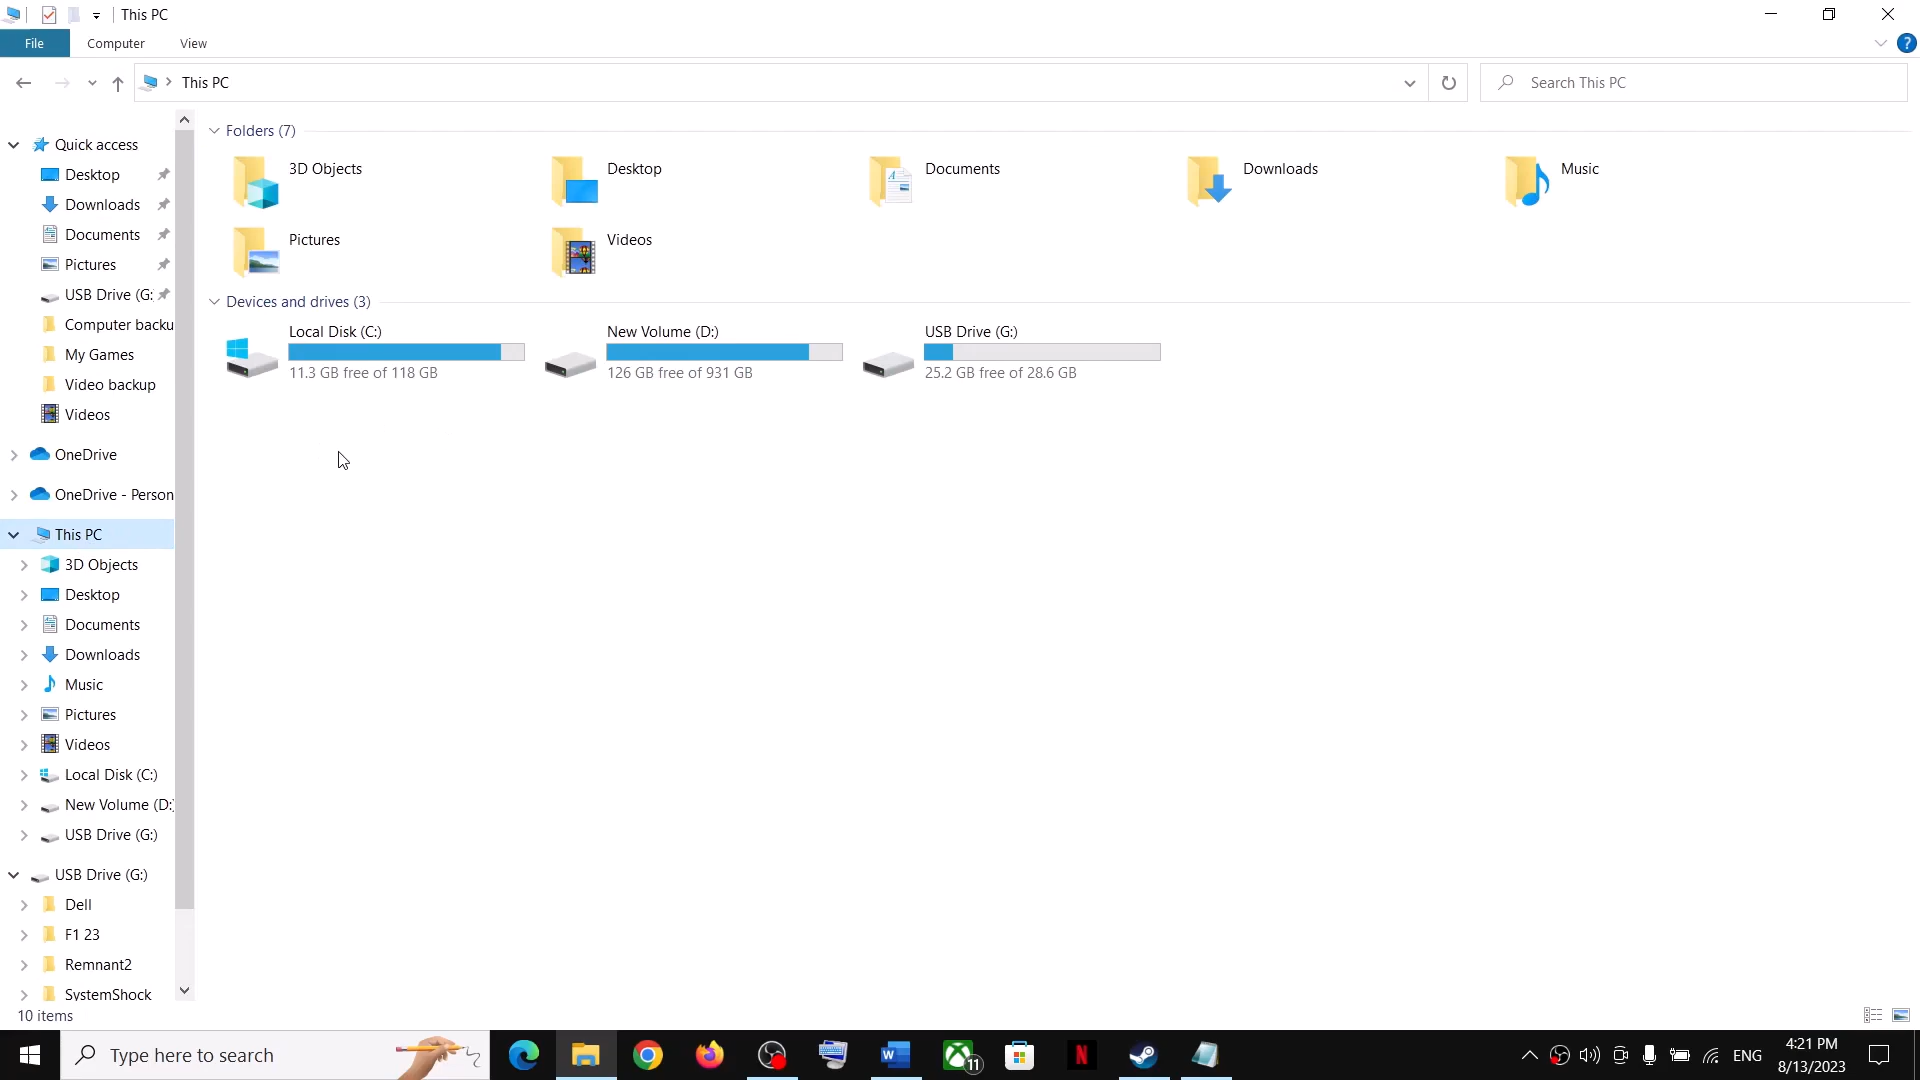 This PC
File
Computer
View
This PC
Search This PC
Quick access
Desktop
Downloads
Documents
Pictures
USB Drive (G:
Computer backu
My Games
Video backup
Videos
OneDrive
OneDrive - Person
This PC
3D Objects
Desktop
Documents
Downloads
Music
Pictures
Videos
Local Disk (C:)
New Volume (D:)
USB Drive (G:)
USB Drive (G:)
Dell
F1 23
Remnant2
SystemShock
Folders (7)
3D Objects
Desktop
Documents
Downloads
Music
Pictures
Videos
Devices and drives (3)
Local Disk (C:)
11.3 GB free of 118 GB
New Volume (D:)
126 GB free of 931 GB
USB Drive (G:)
25.2 GB free of 28.6 GB
10 items
Type here to search
11
ENG
4:21 PM
8/13/2023